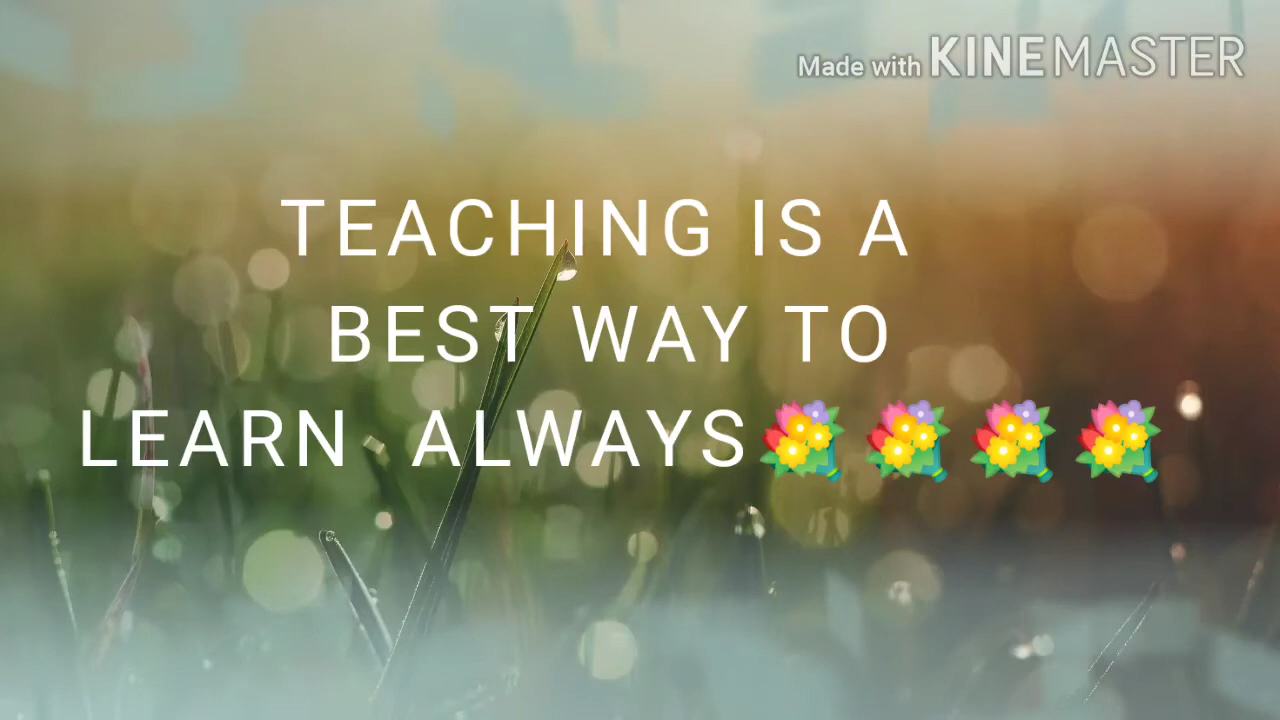 Made with KINEMASTER
TEACHING IS A
BEST WAY TO
LEARN ALWAYS💐 💐 💐 💐